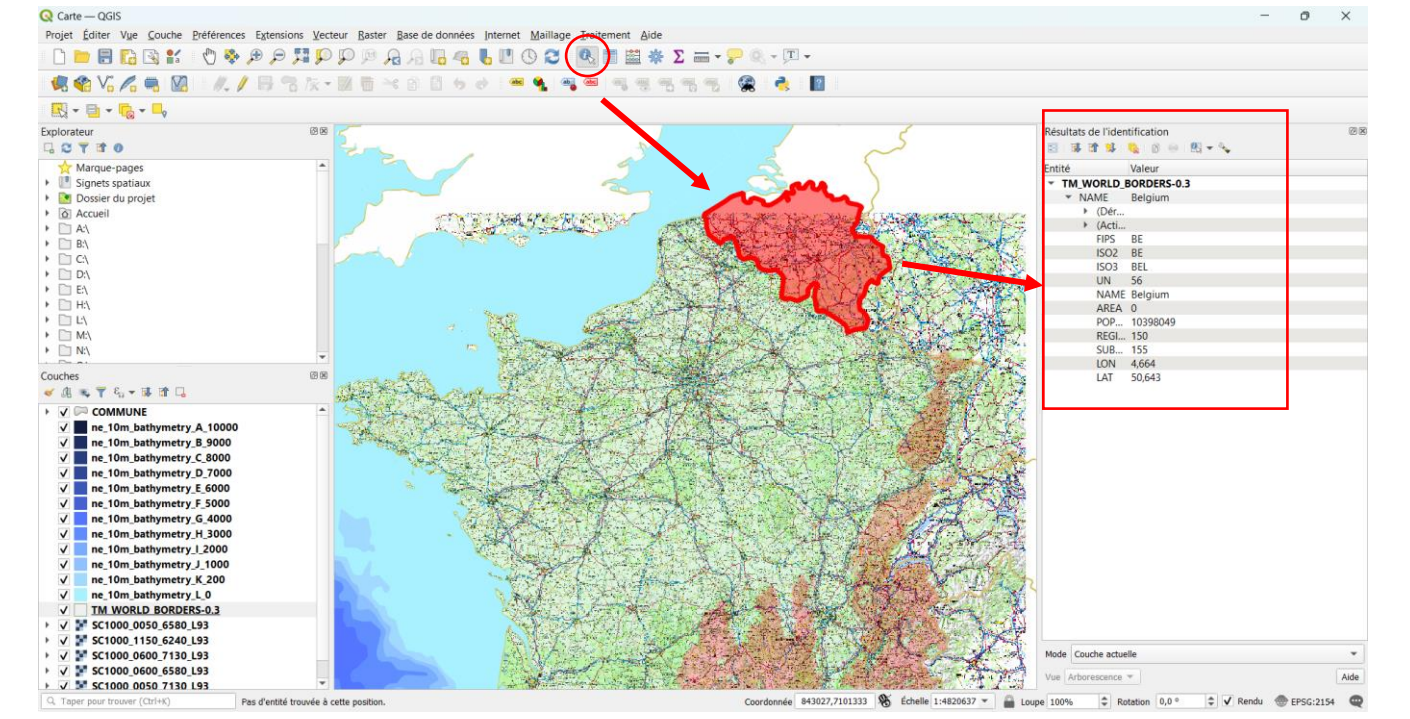 Carte — QGIS
Projet Éditer Vue Couche Préférences Extensions Vecteur Raster Base de données Internet Maillage Traitement Aide
Explorateur
Marque-pages
Signets spatiaux
Dossier du projet
Accueil
A:\
B:\
C:\
D:\
E:\
H:\
L:\
M:\
N:\
Couches
COMMUNE
ne_10m_bathymetry_A_10000
ne_10m_bathymetry_B_9000
ne_10m_bathymetry_C_8000
ne_10m_bathymetry_D_7000
ne_10m_bathymetry_E_6000
ne_10m_bathymetry_F_5000
ne_10m_bathymetry_G_4000
ne_10m_bathymetry_H_3000
ne_10m_bathymetry_I_2000
ne_10m_bathymetry_J_1000
ne_10m_bathymetry_K_200
ne_10m_bathymetry_L_0
TM_WORLD_BORDERS-0.3
SC1000_0050_6580_L93
SC1000_1150_6240_L93
SC1000_0600_7130_L93
SC1000_0600_6580_L93
SC1000_0050_7130_L93
Résultats de l'identification
Entité Valeur
TM_WORLD_BORDERS-0.3
NAME Belgium
(Dér...
(Acti...
FIPS BE
ISO2 BE
ISO3 BEL
UN 56
NAME Belgium
AREA 0
POP... 10398049
REGI... 150
SUB... 155
LON 4,664
LAT 50,643
Mode Couche actuelle
Vue Arborescence Aide
Taper pour trouver (Ctrl+K) Pas d'entité trouvée à cette position. Coordonnée 843027,7101333 Échelle 1:4820637 Loupe 100% Rotation 0,0 ° Rendu EPSG:2154